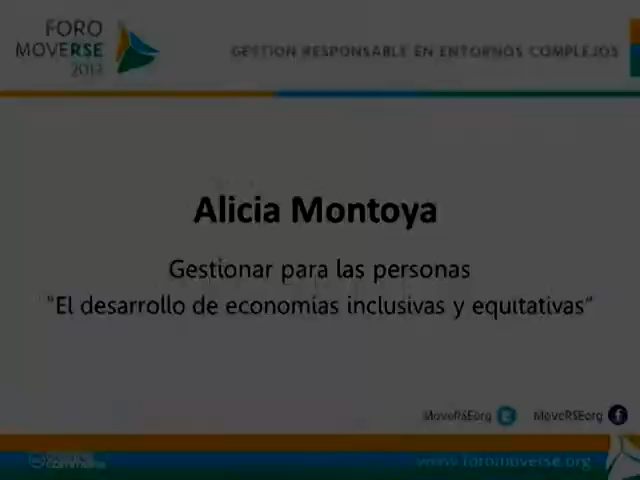 FORO
MOVERSE
GESTION RESPONSABLE EN ENTORNOS COMPLEJOS
Alicia Montoya
Gestionar para las personas
"El desarrollo de economías inclusivas y equitativas"
MoveRSEorg
MoveRSEorg
commons
www.foromoverse.org